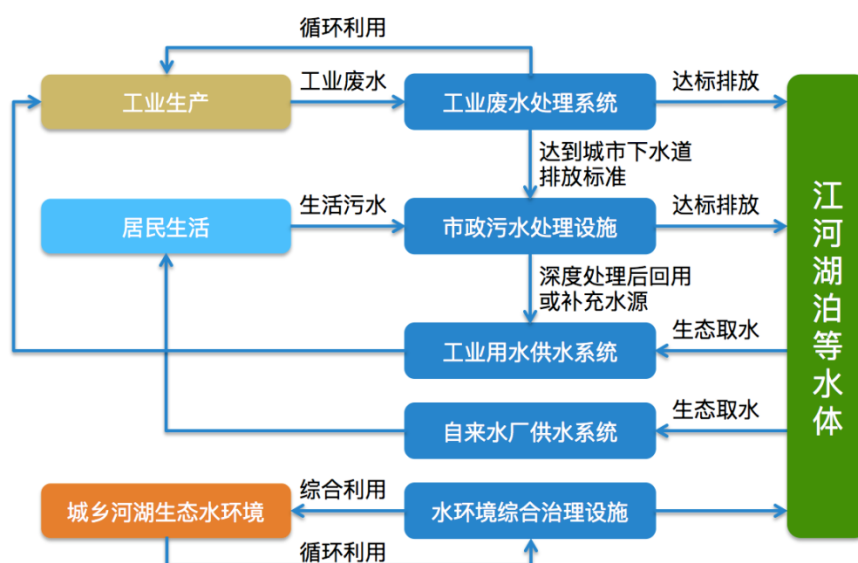 循环利用
工业生产
工业废水
工业废水处理系统
达标排放
达到城市下水道
排放标准
居民生活
生活污水
市政污水处理设施
达标排放
深度处理后回用
或补充水源
工业用水供水系统
生态取水
自来水厂供水系统
生态取水
城乡河湖生态水环境
综合利用
水环境综合治理设施
循环利用
江河湖泊等水体